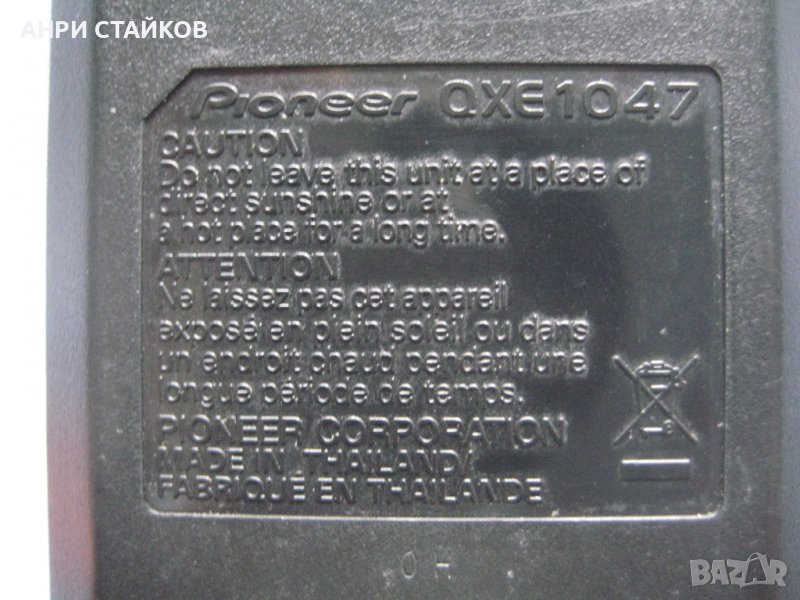 АНРИ СТАЙКОВ
Pioneer QXE1047
CAUTION
Do not leave this unit at a place of
direct sunshine or at
a hot place for a long time.
ATTENTION
Ne laissez pas cet appareil
exposé en plein soleil ou dans
un endroit chaud pendant une
longue période de temps.
PIONEER CORPORATION
MADE IN THAILAND/
FABRIQUÉ EN THAILANDE
O H
BAZAR